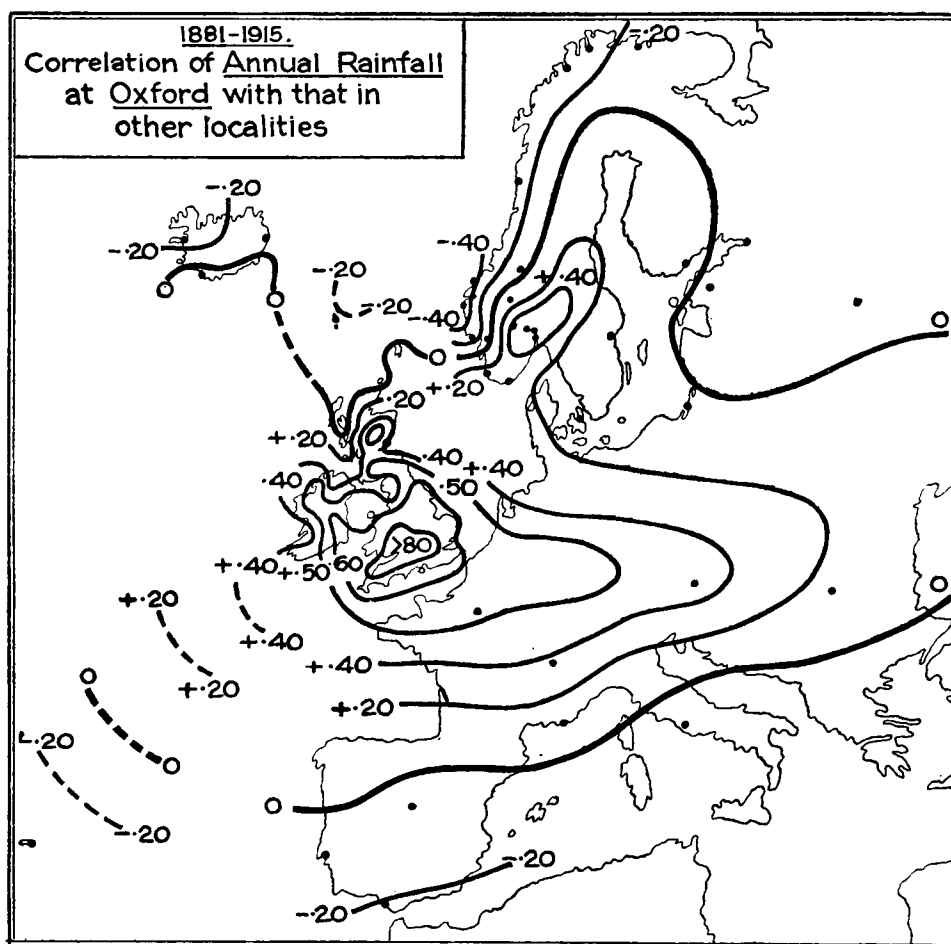 1881-1915.
Correlation of Annual Rainfall
at Oxford with that in
other localities
-.20
-.20
-.20
-.40
-.20
-.20
+.40
-.40
O
O
O
O
+.20
.20
+.20
.40
+.40
.40
.50
>80
+.40
+.50
.60
O
+.20
+.40
+.40
O
+.20
+.20
-.20
O
O
-.20
-.20
-.20